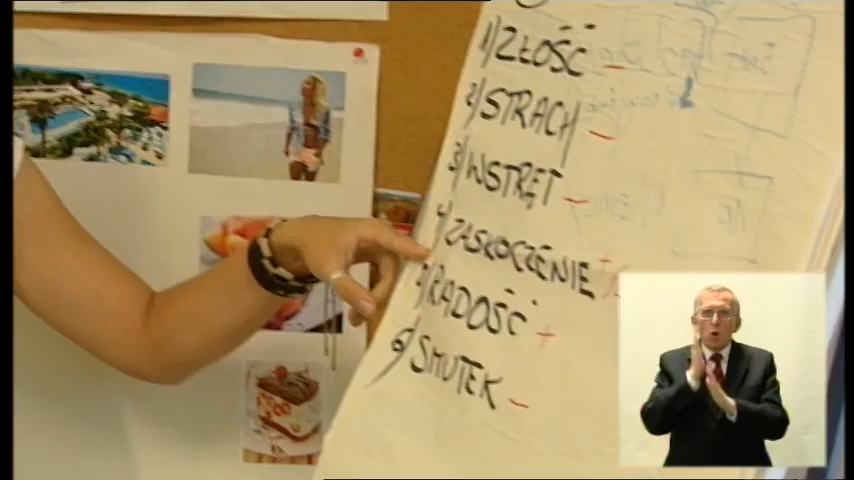 1) ZŁOŚĆ -
2) STRACH -
3) WSTRĘT -
4) ZASKOCZENIE + -
5) RADOŚĆ +
6) SMUTEK -